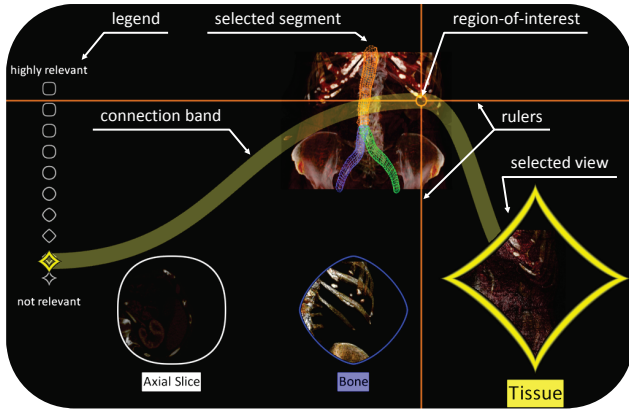 legend
selected segment
region-of-interest
highly relevant
connection band
rulers
selected view
not relevant
Axial Slice
Bone
Tissue